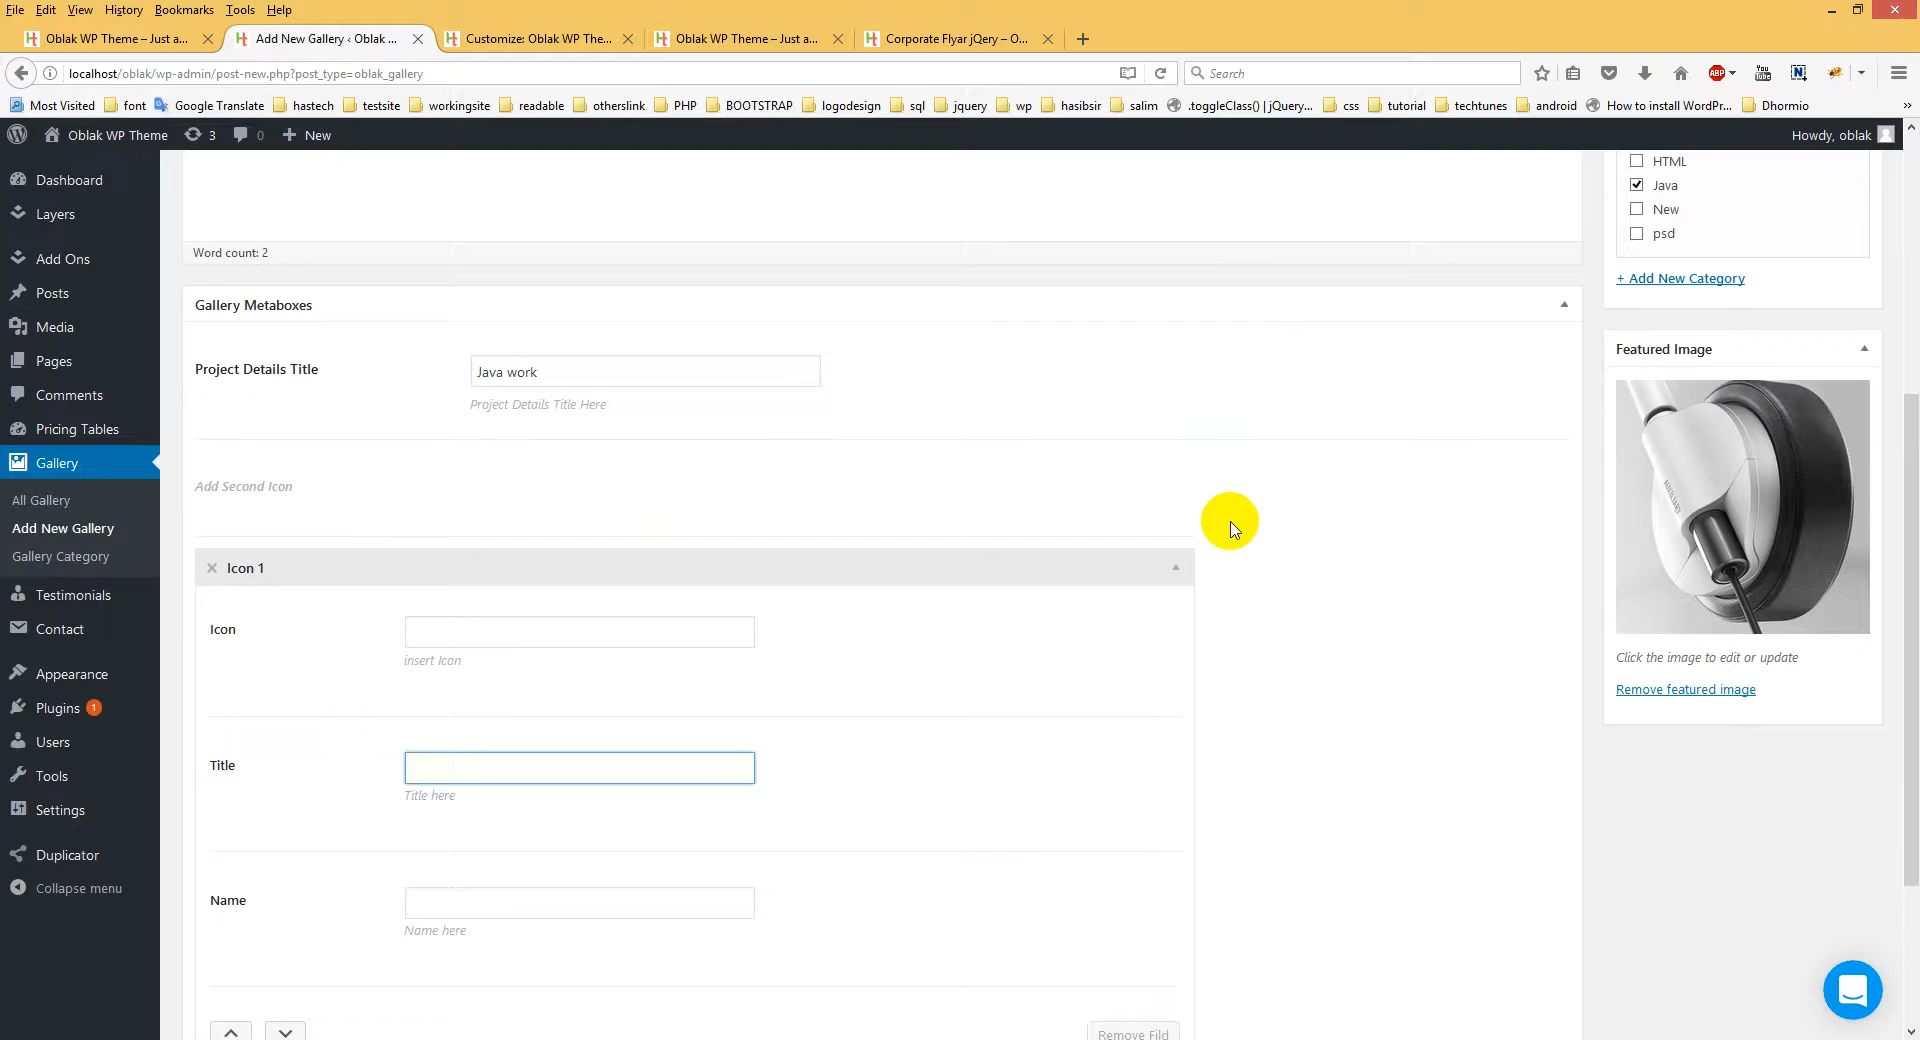 File Edit View History Bookmarks Tools Help
Oblak WP Theme – Just a... Add New Gallery ‹ Oblak ... Customize: Oblak WP The... Oblak WP Theme – Just a... Corporate Flyar jQery – O...
localhost/oblak/wp-admin/post-new.php?post_type=oblak_gallery Search ABP You
Most Visited font Google Translate hastech testsite workingsite readable otherslink PHP BOOTSTRAP logodesign sql jquery wp hasibsir salim .toggleClass() | jQuery... css tutorial techtunes android How to install WordPr... Dhormio
Oblak WP Theme 3 0 New Howdy, oblak
Dashboard
Layers
Add Ons
Posts
Media
Pages
Comments
Pricing Tables
Gallery
All Gallery
Add New Gallery
Gallery Category
Testimonials
Contact
Appearance
Plugins 1
Users
Tools
Settings
Duplicator
Collapse menu
Word count: 2
Gallery Metaboxes
Project Details Title Java work
Project Details Title Here
Add Second Icon
Icon 1
Icon
insert Icon
Title
Title here
Name
Name here
Remove Fild
HTML
Java
New
psd
+ Add New Category
Featured Image
Click the image to edit or update
Remove featured image